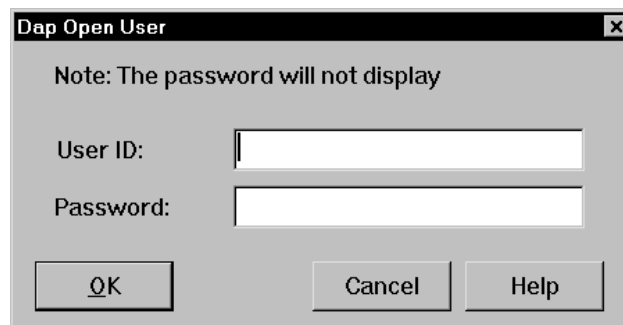 Dap Open User
Note: The password will not display
User ID:
Password:
OK Cancel Help